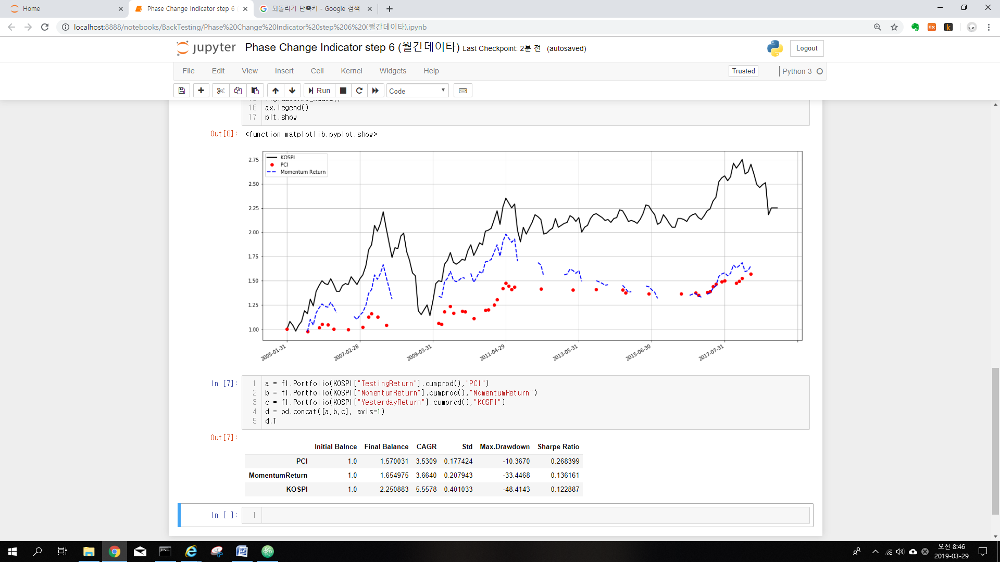 Home
Phase Change Indicator step 6
되돌리기 단축키 - Google 검색
localhost:8888/notebooks/BackTesting/Phase%20Change%20Indicator%20step%206%20(월간데이타).ipynb
jupyter Phase Change Indicator step 6 (월간데이타) Last Checkpoint: 2분 전 (autosaved)
Logout
File Edit View Insert Cell Kernel Widgets Help
Trusted
Python 3
Run
Code
16 ax.legend()
17 plt.show
Out[6]: <function matplotlib.pyplot.show>
KOSPI
PCI
Momentum Return
2.75
2.50
2.25
2.00
1.75
1.50
1.25
1.00
2005-01-31
2007-02-28
2009-03-31
2011-04-29
2013-05-31
2015-06-30
2017-07-31
In [7]:
1 a = fl.Portfolio(KOSPI["TestingReturn"].cumprod(),"PCI")
2 b = fl.Portfolio(KOSPI["MomentumReturn"].cumprod(),"MomentumReturn")
3 c = fl.Portfolio(KOSPI["YesterdayReturn"].cumprod(),"KOSPI")
4 d = pd.concat([a,b,c], axis=1)
5 d.T
Out[7]:
Initial Balnce Final Balance CAGR Std Max.Drawdown Sharpe Ratio
PCI 1.0 1.570031 3.5309 0.177424 -10.3670 0.268399
MomentumReturn 1.0 1.654975 3.6640 0.207943 -33.4468 0.136161
KOSPI 1.0 2.250883 5.5578 0.401033 -48.4143 0.122887
In [ ]: 1
오전 8:46
2019-03-29